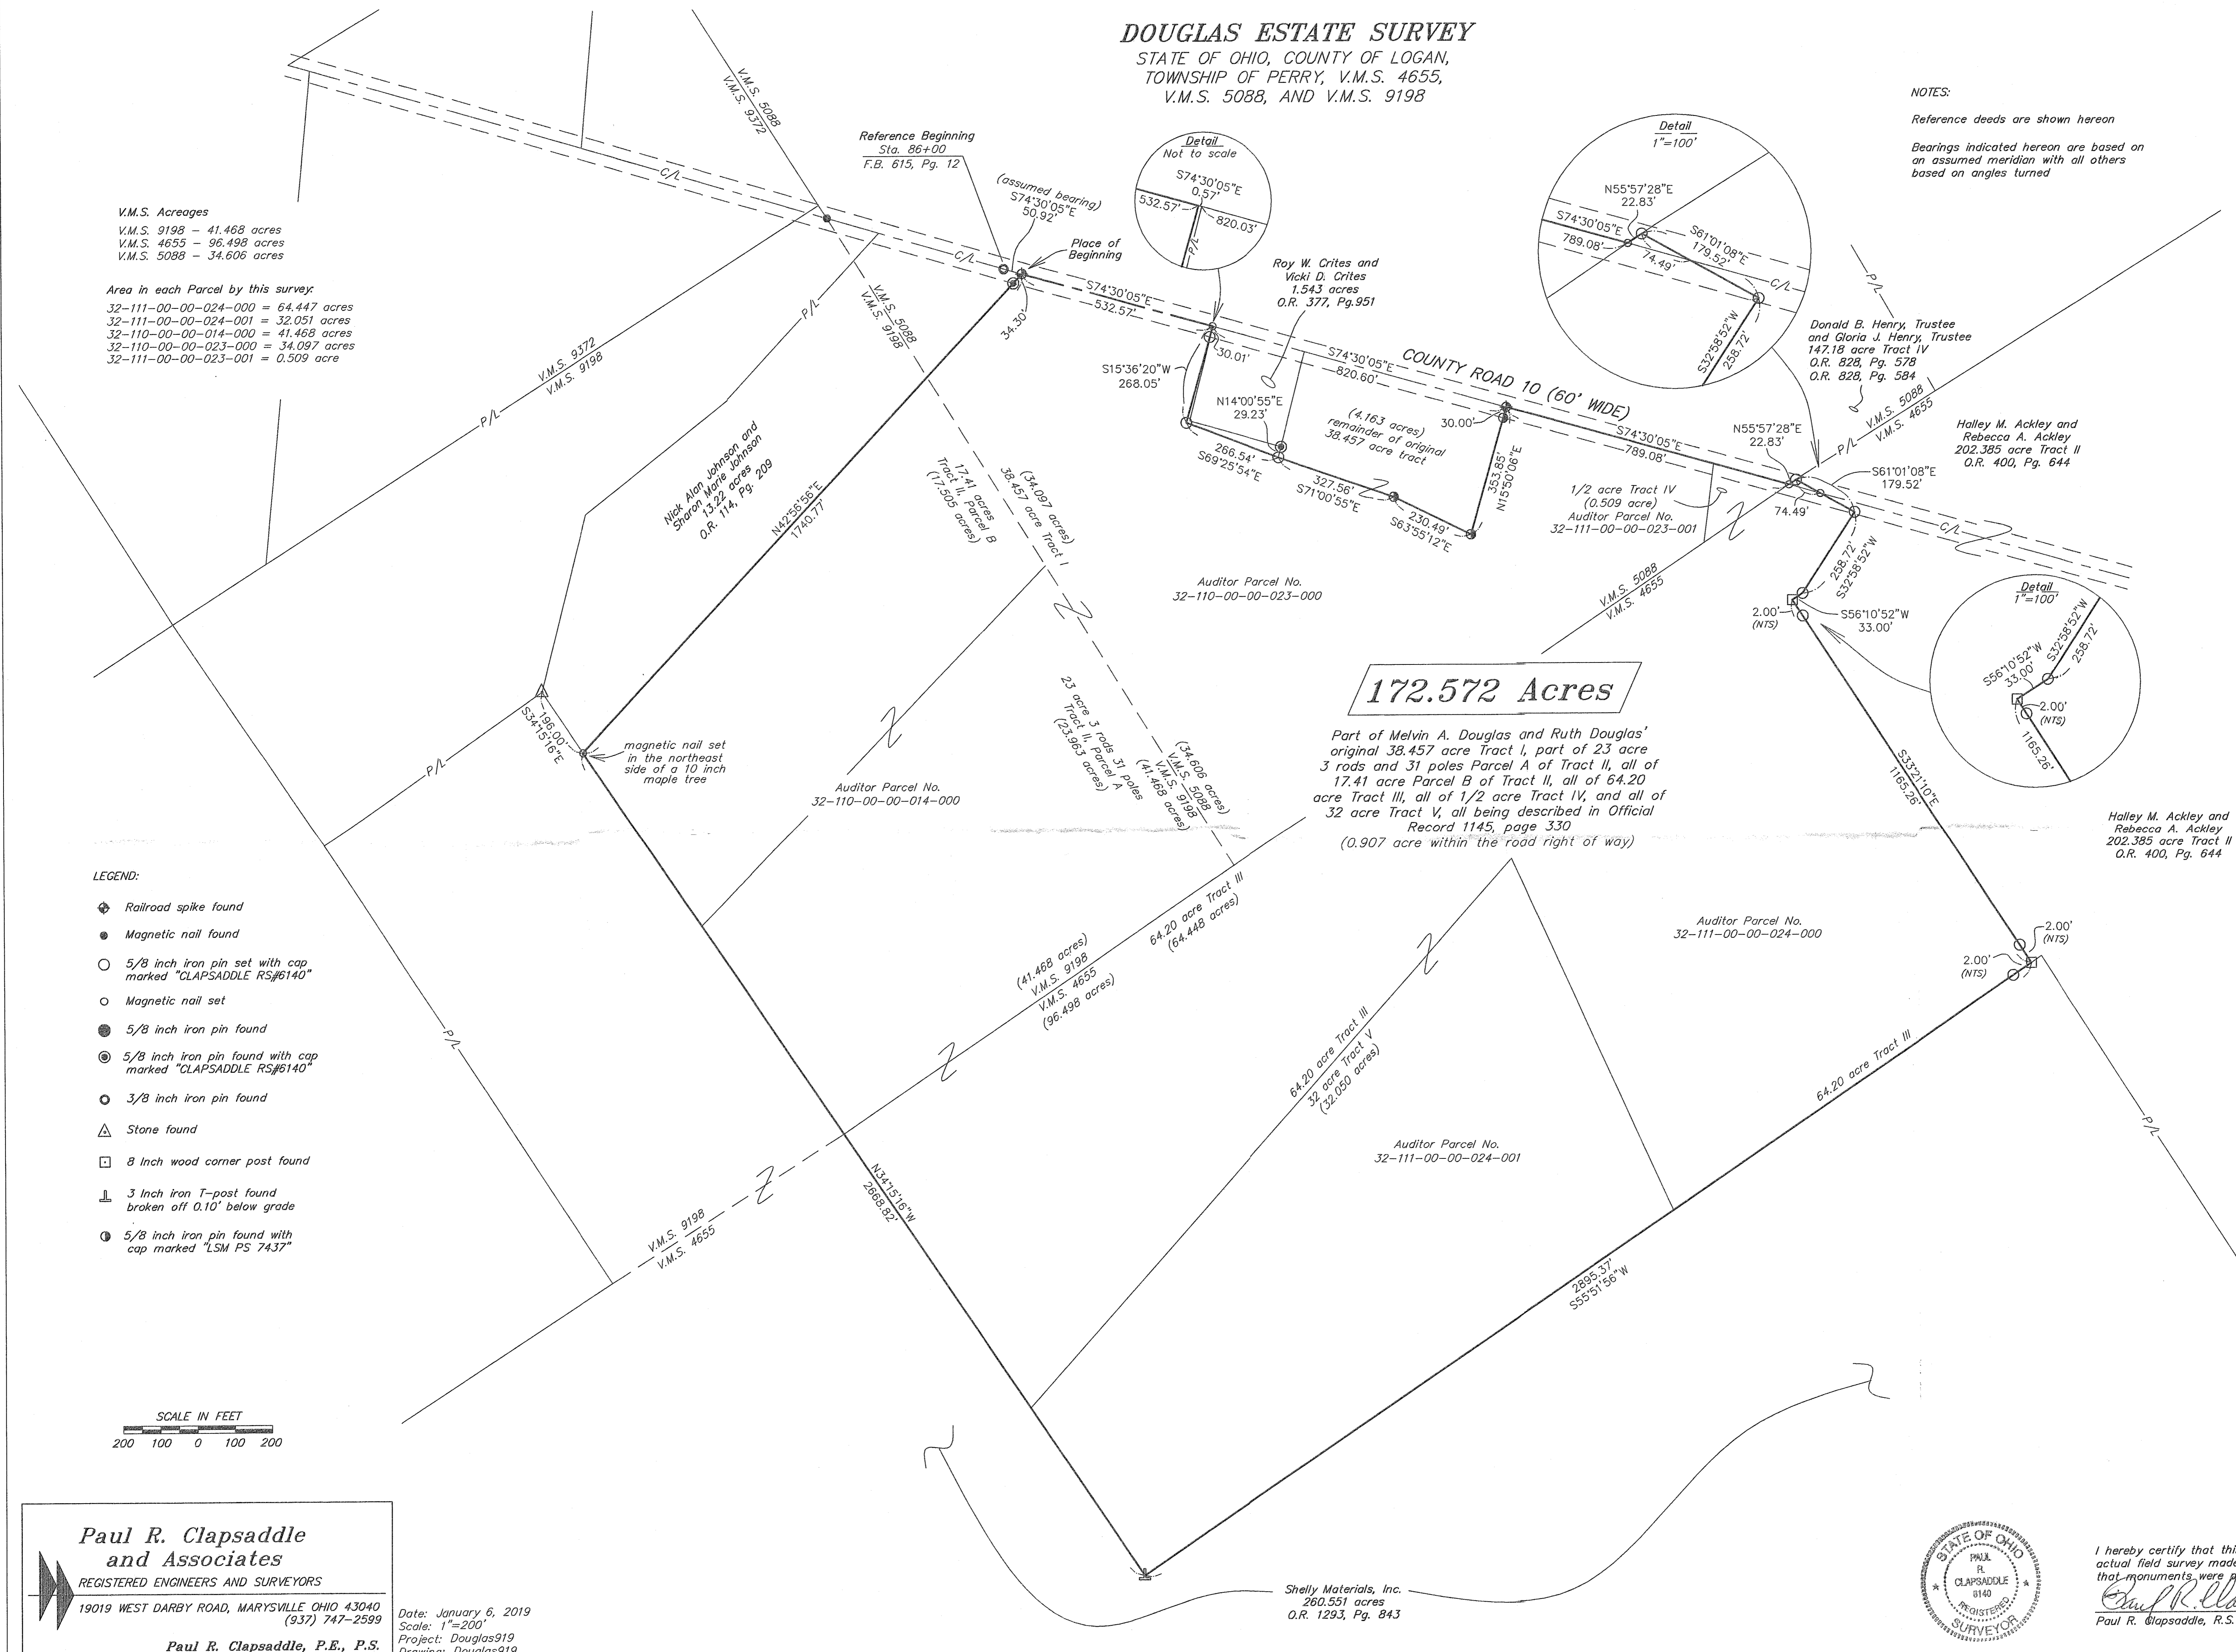 DOUGLAS ESTATE SURVEY
STATE OF OHIO, COUNTY OF LOGAN,
TOWNSHIP OF PERRY, V.M.S. 4655,
V.M.S. 5088, AND V.M.S. 9198
NOTES:
Reference deeds are shown hereon
Bearings indicated hereon are based on
an assumed meridian with all others
based on angles turned
V.M.S. Acreages
V.M.S. 9198 - 41.468 acres
V.M.S. 4655 - 96.498 acres
V.M.S. 5088 - 34.606 acres
Area in each Parcel by this survey:
32-111-00-00-024-000 = 64.447 acres
32-111-00-00-024-001 = 32.051 acres
32-110-00-00-014-000 = 41.468 acres
32-110-00-00-023-000 = 34.097 acres
32-111-00-00-023-001 = 0.509 acre
V.M.S. 5088
V.M.S. 9372
C/L
Reference Beginning
Sta. 86+00
F.B. 615, Pg. 12
(assumed bearing)
S74°30'05"E
50.92'
Place of
Beginning
C/L
Detail
Not to scale
S74°30'05"E
0.57'
532.57'
820.03'
P/L
Detail
1"=100'
N55°57'28"E
22.83'
S74°30'05"E
789.08'
74.49'
S61°01'08"E
179.52'
C/L
S32°58'52"W
258.72'
P/L
Roy W. Crites and
Vicki D. Crites
1.543 acres
O.R. 377, Pg.951
Donald B. Henry, Trustee
and Gloria J. Henry, Trustee
147.18 acre Tract IV
O.R. 828, Pg. 578
O.R. 828, Pg. 584
V.M.S. 5088
V.M.S. 4655
P/L
Halley M. Ackley and
Rebecca A. Ackley
202.385 acre Tract II
O.R. 400, Pg. 644
V.M.S. 9372
V.M.S. 9198
P/L
P/L
V.M.S. 5088
V.M.S. 9198
34.30'
S74°30'05"E
532.57'
30.01'
S15°36'20"W
268.05'
N14°00'55"E
29.23'
S74°30'05"E
820.60'
COUNTY ROAD 10 (60' WIDE)
(4.163 acres)
remainder of original
38.457 acre tract
30.00'
S74°30'05"E
789.08'
N55°57'28"E
22.83'
S61°01'08"E
179.52'
74.49'
C/L
266.54'
S69°25'54"E
327.56'
S71°00'55"E
230.49'
S63°55'12"E
353.85'
N15°50'06"E
1/2 acre Tract IV
(0.509 acre)
Auditor Parcel No.
32-111-00-00-023-001
V.M.S. 5088
V.M.S. 4655
258.72'
S32°58'52"W
2.00'
(NTS)
S56°10'52"W
33.00'
Detail
1"=100'
S32°58'52"W
258.72'
S56°10'52"W
33.00'
2.00'
(NTS)
1165.26'
Nick Alan Johnson and
Sharon Marie Johnson
13.22 acres
O.R. 114, Pg. 209
N42°56'56"E
1740.77'
(34.097 acres)
38.457 acre Tract I
17.41 acres
Tract II, Parcel B
(17.505 acres)
Auditor Parcel No.
32-110-00-00-023-000
196.00'
S34°15'16"E
P/L
magnetic nail set
in the northeast
side of a 10 inch
maple tree
Auditor Parcel No.
32-110-00-00-014-000
23 acre 3 rods 31 poles
Tract II, Parcel A
(23.963 acres)
(34.606 acres)
V.M.S. 5088
V.M.S. 9198
(41.468 acres)
172.572 Acres
Part of Melvin A. Douglas and Ruth Douglas'
original 38.457 acre Tract I, part of 23 acre
3 rods and 31 poles Parcel A of Tract II, all of
17.41 acre Parcel B of Tract II, all of 64.20
acre Tract III, all of 1/2 acre Tract IV, and all of
32 acre Tract V, all being described in Official
Record 1145, page 330
(0.907 acre within the road right of way)
S33°21'10"E
1165.26'
Halley M. Ackley and
Rebecca A. Ackley
202.385 acre Tract II
O.R. 400, Pg. 644
64.20 acre Tract III
(64.448 acres)
(41.468 acres)
V.M.S. 9198
V.M.S. 4655
(96.498 acres)
Auditor Parcel No.
32-111-00-00-024-000
2.00'
(NTS)
2.00'
(NTS)
64.20 acre Tract III
32 acre Tract V
(32.050 acres)
64.20 acre Tract III
Auditor Parcel No.
32-111-00-00-024-001
P/L
P/L
LEGEND:
Railroad spike found
Magnetic nail found
5/8 inch iron pin set with cap
marked "CLAPSADDLE RS#6140"
Magnetic nail set
5/8 inch iron pin found
5/8 inch iron pin found with cap
marked "CLAPSADDLE RS#6140"
3/8 inch iron pin found
Stone found
8 Inch wood corner post found
3 Inch iron T-post found
broken off 0.10' below grade
5/8 inch iron pin found with
cap marked "LSM PS 7437"
V.M.S. 9198
V.M.S. 4655
N34°15'16"W
2668.82'
2895.37'
S55°51'56"W
SCALE IN FEET
200 100 0 100 200
Shelly Materials, Inc.
260.551 acres
O.R. 1293, Pg. 843
Paul R. Clapsaddle
and Associates
REGISTERED ENGINEERS AND SURVEYORS
19019 WEST DARBY ROAD, MARYSVILLE OHIO 43040
(937) 747-2599
Paul R. Clapsaddle, P.E., P.S.
Date: January 6, 2019
Scale: 1"=200'
Project: Douglas919
Drawing: Douglas919
STATE OF OHIO
PAUL
R.
CLAPSADDLE
6140
REGISTERED
SURVEYOR
I hereby certify that
actual field survey made
that monuments were
Paul R. Clapsaddle, R.S.